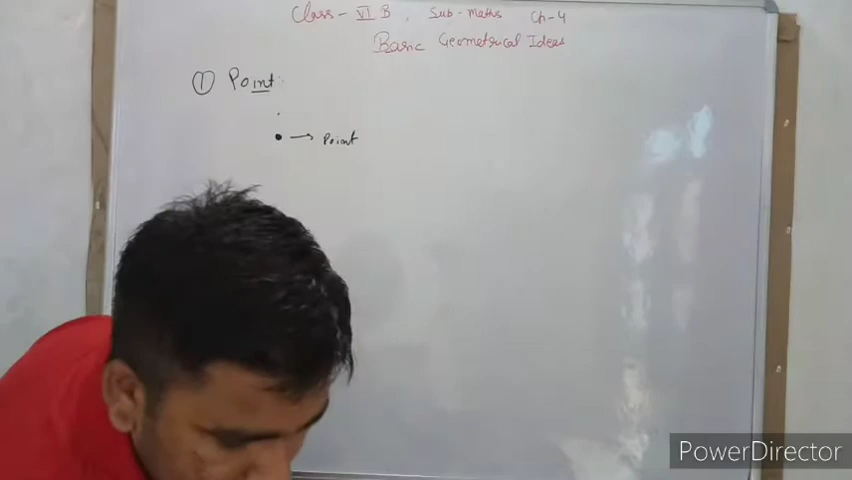 Class - VI B, Sub - Maths Ch-4
Basic Geometrical Ideas
① Point:
→ Point
PowerDirector